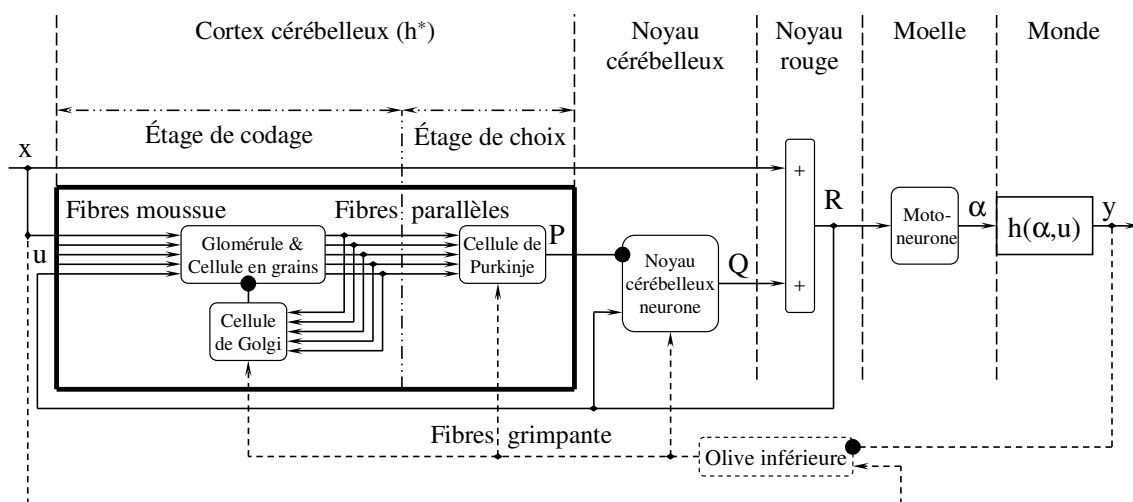 Cortex cérébelleux (h*)
Noyau
cérébelleux
Noyau
rouge
Moelle
Monde
Étage de codage
Étage de choix
x
+
Fibres moussue
Fibres parallèles
P
R
α
y
u
Glomérule &
Cellule en grains
Cellule de
Purkinje
Noyau
cérébelleux
neurone
Q
+
Moto-
neurone
h(α,u)
Cellule
de Golgi
Fibres grimpante
Olive inférieure